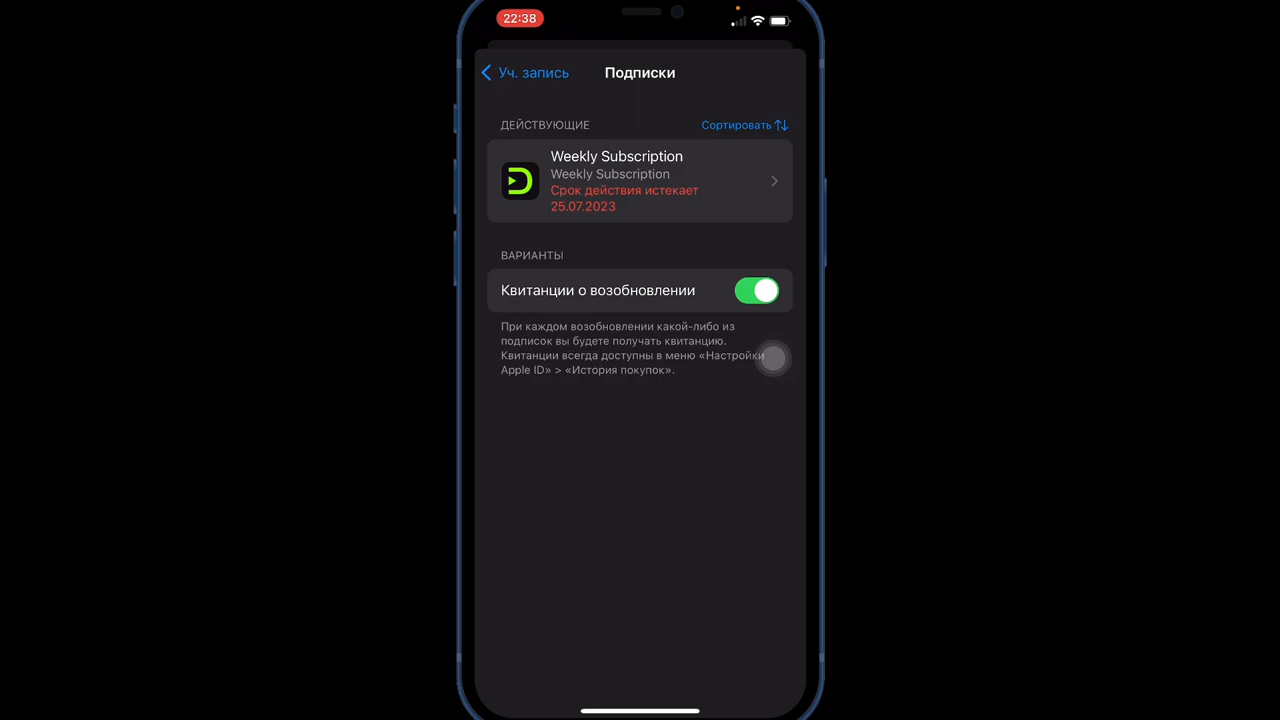 22:38
Уч. запись
Подписки
ДЕЙСТВУЮЩИЕ
Сортировать
Weekly Subscription
Weekly Subscription
Срок действия истекает
25.07.2023
ВАРИАНТЫ
Квитанции о возобновлении
При каждом возобновлении какой-либо из
подписок вы будете получать квитанцию.
Квитанции всегда доступны в меню «Настройки
Apple ID» > «История покупок».